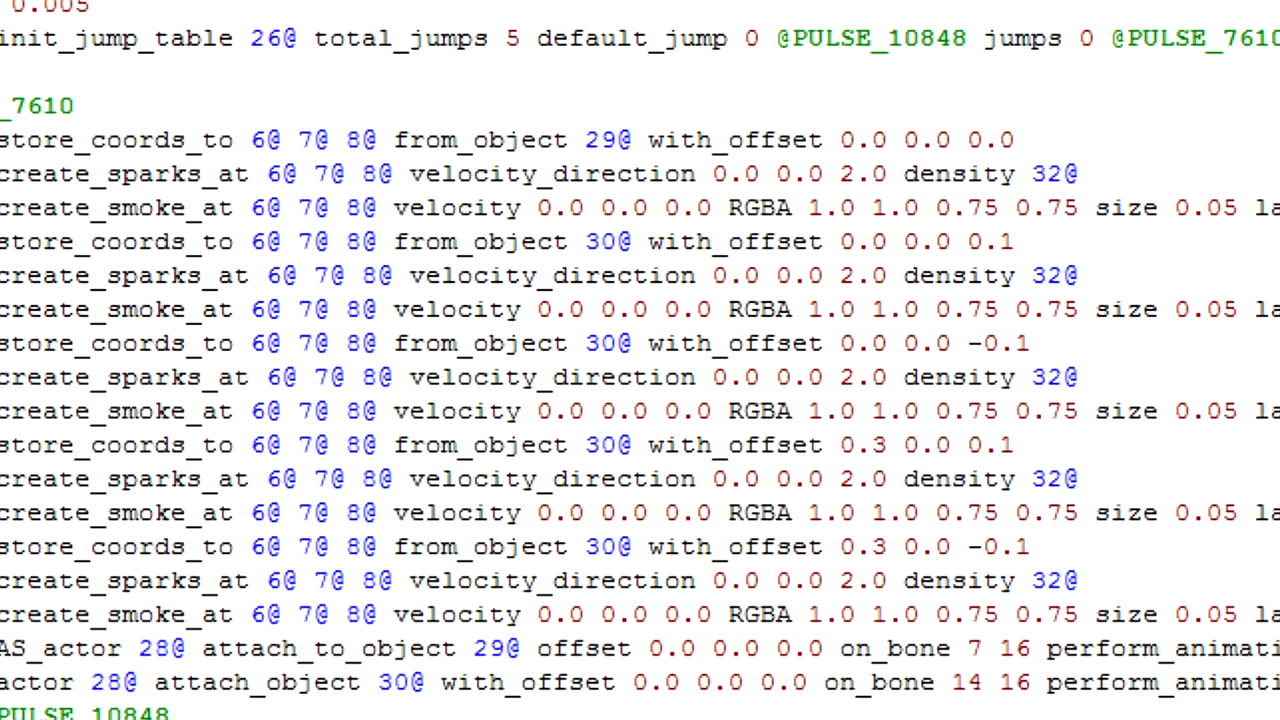 0.005
init_jump_table 26@ total_jumps 5 default_jump 0 @PULSE_10848 jumps 0 @PULSE_7610
_7610
store_coords_to 6@ 7@ 8@ from_object 29@ with_offset 0.0 0.0 0.0
create_sparks_at 6@ 7@ 8@ velocity_direction 0.0 0.0 2.0 density 32@
create_smoke_at 6@ 7@ 8@ velocity 0.0 0.0 0.0 RGBA 1.0 1.0 0.75 0.75 size 0.05 la
store_coords_to 6@ 7@ 8@ from_object 30@ with_offset 0.0 0.0 0.1
create_sparks_at 6@ 7@ 8@ velocity_direction 0.0 0.0 2.0 density 32@
create_smoke_at 6@ 7@ 8@ velocity 0.0 0.0 0.0 RGBA 1.0 1.0 0.75 0.75 size 0.05 la
store_coords_to 6@ 7@ 8@ from_object 30@ with_offset 0.0 0.0 -0.1
create_sparks_at 6@ 7@ 8@ velocity_direction 0.0 0.0 2.0 density 32@
create_smoke_at 6@ 7@ 8@ velocity 0.0 0.0 0.0 RGBA 1.0 1.0 0.75 0.75 size 0.05 la
store_coords_to 6@ 7@ 8@ from_object 30@ with_offset 0.3 0.0 0.1
create_sparks_at 6@ 7@ 8@ velocity_direction 0.0 0.0 2.0 density 32@
create_smoke_at 6@ 7@ 8@ velocity 0.0 0.0 0.0 RGBA 1.0 1.0 0.75 0.75 size 0.05 la
store_coords_to 6@ 7@ 8@ from_object 30@ with_offset 0.3 0.0 -0.1
create_sparks_at 6@ 7@ 8@ velocity_direction 0.0 0.0 2.0 density 32@
create_smoke_at 6@ 7@ 8@ velocity 0.0 0.0 0.0 RGBA 1.0 1.0 0.75 0.75 size 0.05 la
AS_actor 28@ attach_to_object 29@ offset 0.0 0.0 0.0 on_bone 7 16 perform_animati
actor 28@ attach_object 30@ with_offset 0.0 0.0 0.0 on_bone 14 16 perform_animati
PULSE_10848